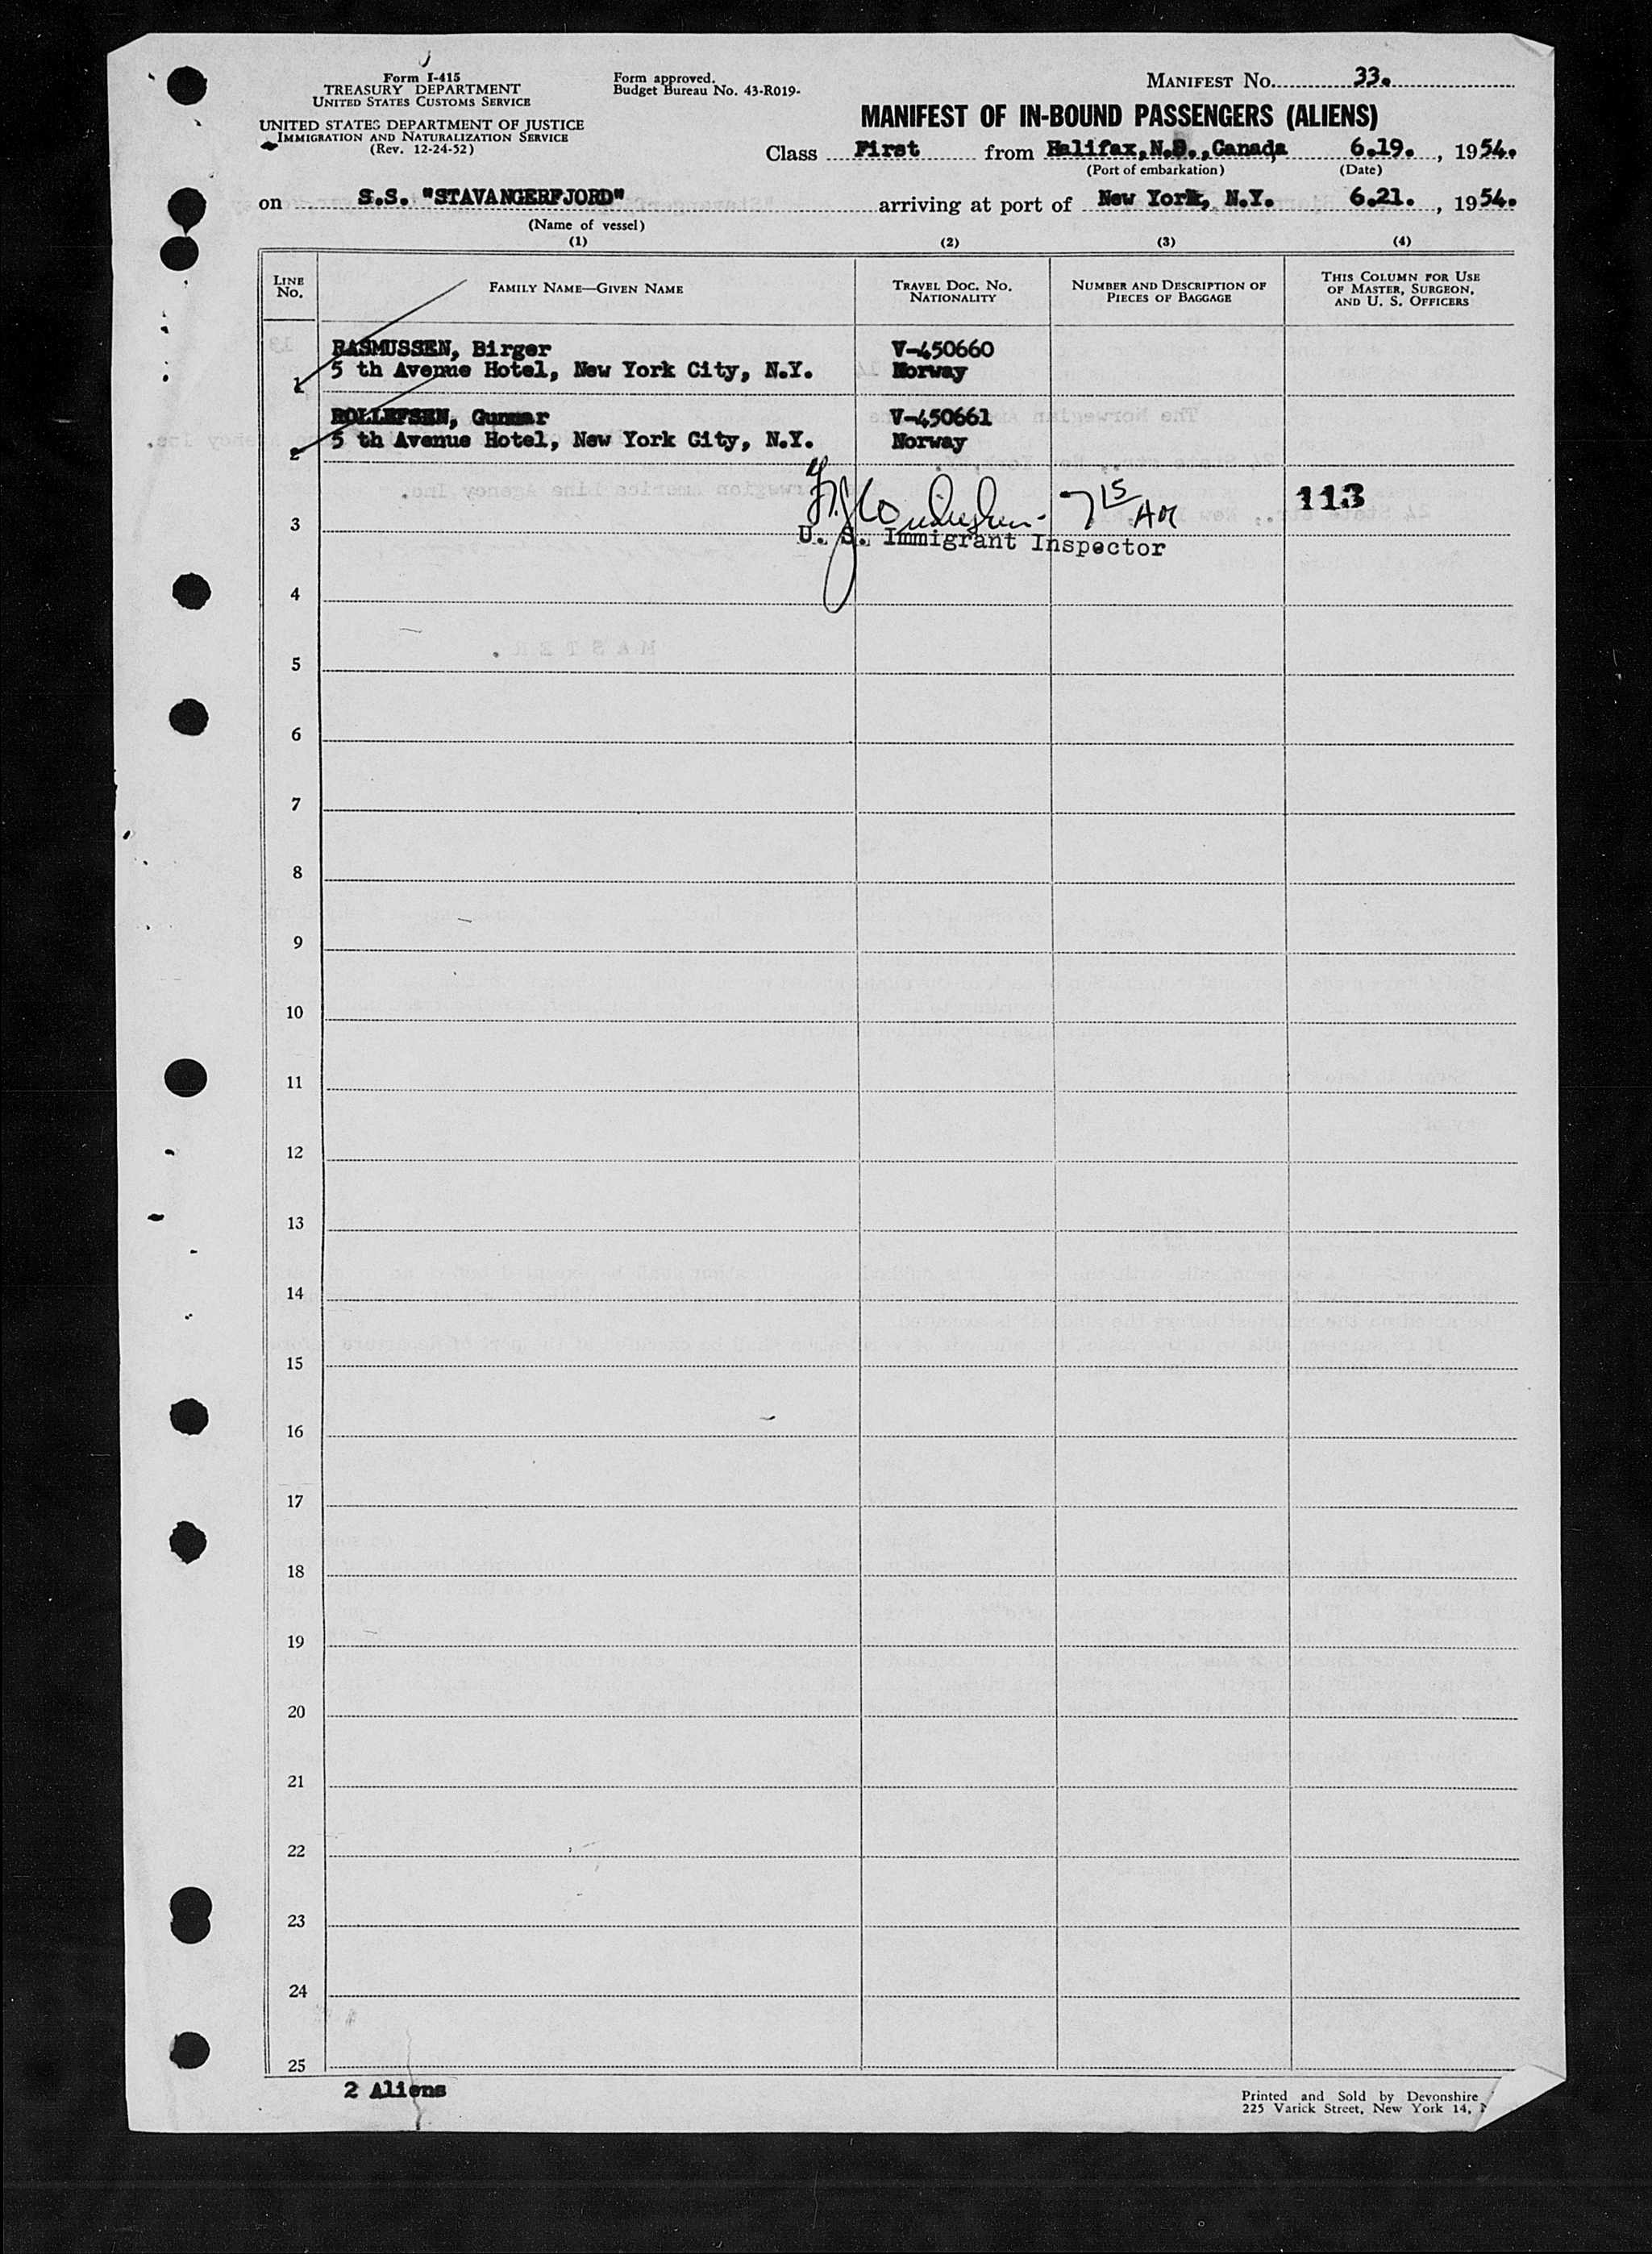 Form I-415
TREASURY DEPARTMENT
UNITED STATES CUSTOMS SERVICE
UNITED STATES DEPARTMENT OF JUSTICE
IMMIGRATION AND NATURALIZATION SERVICE
(Rev. 12-24-52)
Form approved.
Budget Bureau No. 43-R019-
MANIFEST NO. 33.
MANIFEST OF IN-BOUND PASSENGERS (ALIENS)
Class First from Halifax, N.S., Canada 6.19., 1954.
(Port of embarkation) (Date)
on S.S. "STAVANGERFJORD" arriving at port of New York, N.Y. 6.21., 1954.
(Name of vessel)
(1) (2) (3) (4)
LINE No. FAMILY NAME—GIVEN NAME TRAVEL DOC. NO. NATIONALITY NUMBER AND DESCRIPTION OF PIECES OF BAGGAGE THIS COLUMN FOR USE OF MASTER, SURGEON, AND U. S. OFFICERS
RASMUSSEN, Birger V-450660
1 5 th Avenue Hotel, New York City, N.Y. Norway
ROLLEFSEN, Gunnar V-450661
2 5 th Avenue Hotel, New York City, N.Y. Norway
7 15 AM 113
3
U. S. Immigrant Inspector
4
MASTER.
5
6
7
8
9
10
11
12
13
14
15
16
17
18
19
20
21
22
23
24
25
2 Aliens
Printed and Sold by Devonshire
225 Varick Street, New York 14,